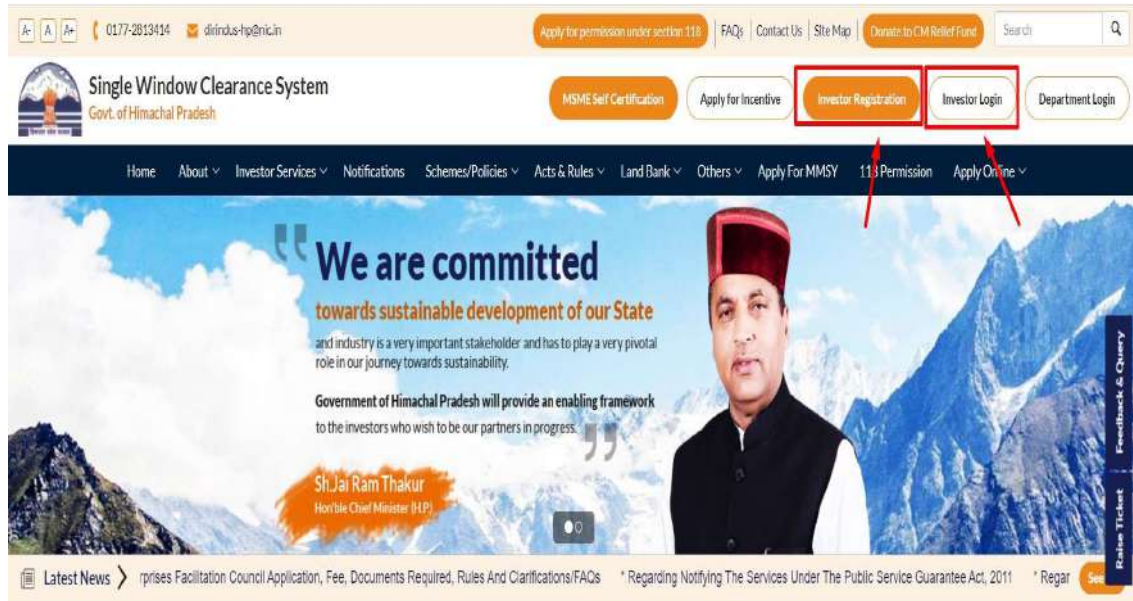 A- A A+ 0177-2813414 dirindus-hp@nic.in Apply for permission under section 118 FAQs Contact Us Site Map Donate to CM Relief Fund Search
Single Window Clearance System
Govt. of Himachal Pradesh
MSME Self Certification Apply for Incentive Investor Registration Investor Login Department Login
Home About Investor Services Notifications Schemes/Policies Acts & Rules Land Bank Others Apply For MMSY 118 Permission Apply Online
We are committed
towards sustainable development of our State
and industry is a very important stakeholder and has to play a very pivotal
role in our journey towards sustainability.
Government of Himachal Pradesh will provide an enabling framework
to the investors who wish to be our partners in progress.
Sh.Jai Ram Thakur
Hon'ble Chief Minister (H.P.)
Feedback & Query
Raise Ticket
Latest News rprises Facilitation Council Application, Fee, Documents Required, Rules And Clarifications/FAQs * Regarding Notifying The Services Under The Public Service Guarantee Act, 2011 * Regar See